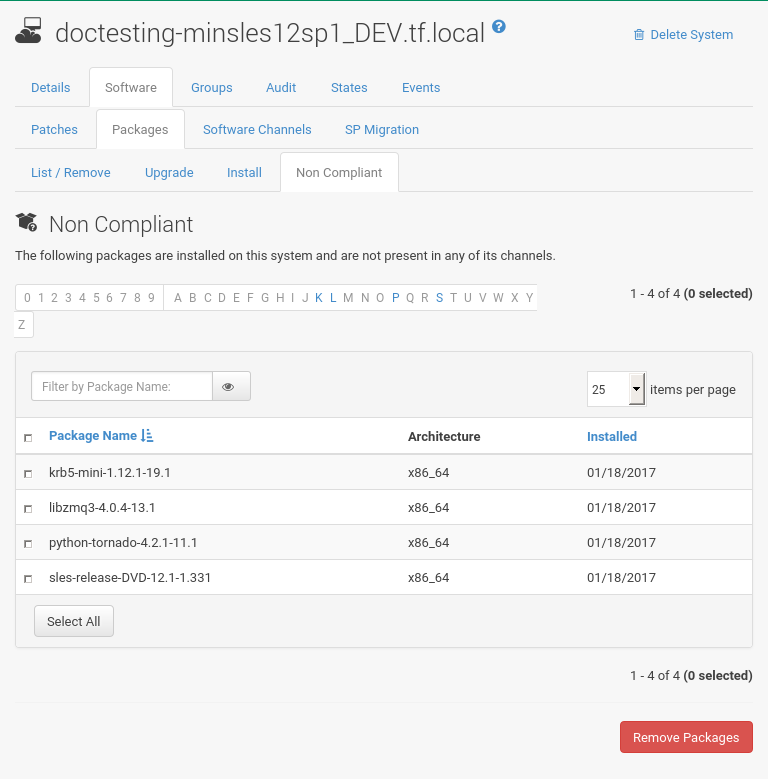 doctesting-minsles12sp1_DEV.tf.local ?
Delete System
Details Software Groups Audit States Events
Patches Packages Software Channels SP Migration
List / Remove Upgrade Install Non Compliant
Non Compliant
The following packages are installed on this system and are not present in any of its channels.
0 1 2 3 4 5 6 7 8 9 A B C D E F G H I J K L M N O P Q R S T U V W X Y
Z
1 - 4 of 4 (0 selected)
Filter by Package Name:
25 items per page
Package Name Architecture Installed
krb5-mini-1.12.1-19.1 x86_64 01/18/2017
libzmq3-4.0.4-13.1 x86_64 01/18/2017
python-tornado-4.2.1-11.1 x86_64 01/18/2017
sles-release-DVD-12.1-1.331 x86_64 01/18/2017
Select All
1 - 4 of 4 (0 selected)
Remove Packages